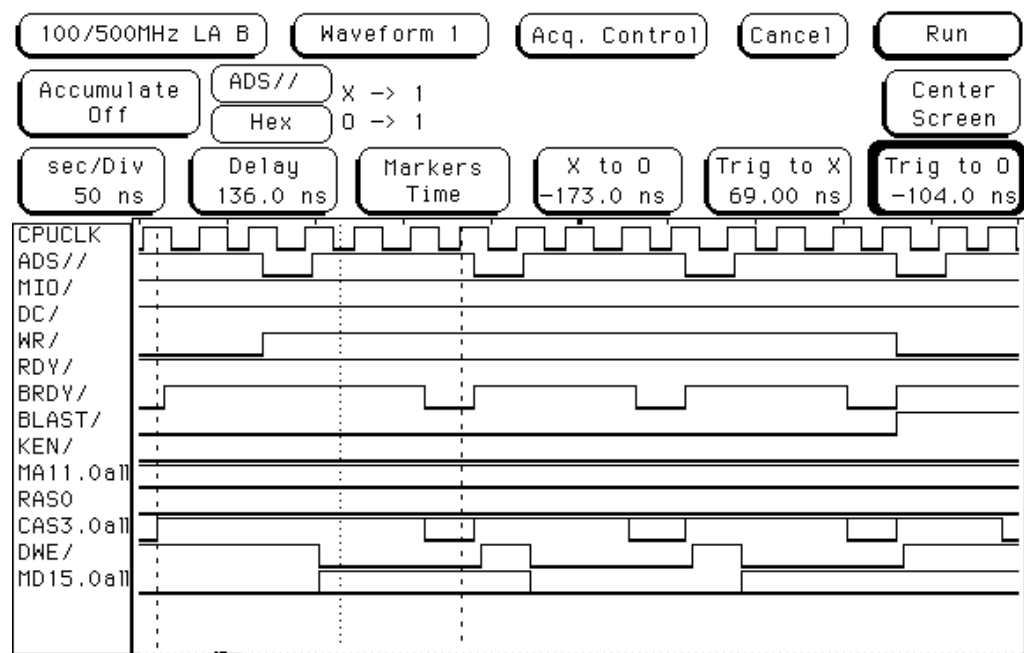 100/500MHz LA B Waveform 1 Acq. Control Cancel Run
Accumulate Off ADS// X -> 1 Center Screen
Hex O -> 1
sec/Div Delay Markers X to O Trig to X Trig to O
50 ns 136.0 ns Time -173.0 ns 69.00 ns -104.0 ns
CPUCLK
ADS//
MIO/
DC/
WR/
RDY/
BRDY/
BLAST/
KEN/
MA11.0all
RAS0
CAS3.0all
DWE/
MD15.0all